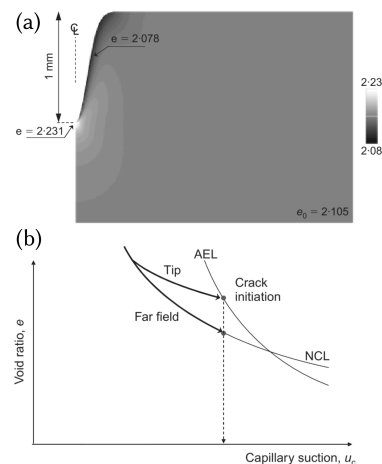 (a)
℄
e = 2·078
1 mm
e = 2·231
2·23
2·08
e₀ = 2·105
(b)
AEL
Tip
Crack
initiation
Far field
NCL
Void ratio, e
Capillary suction, u꜀